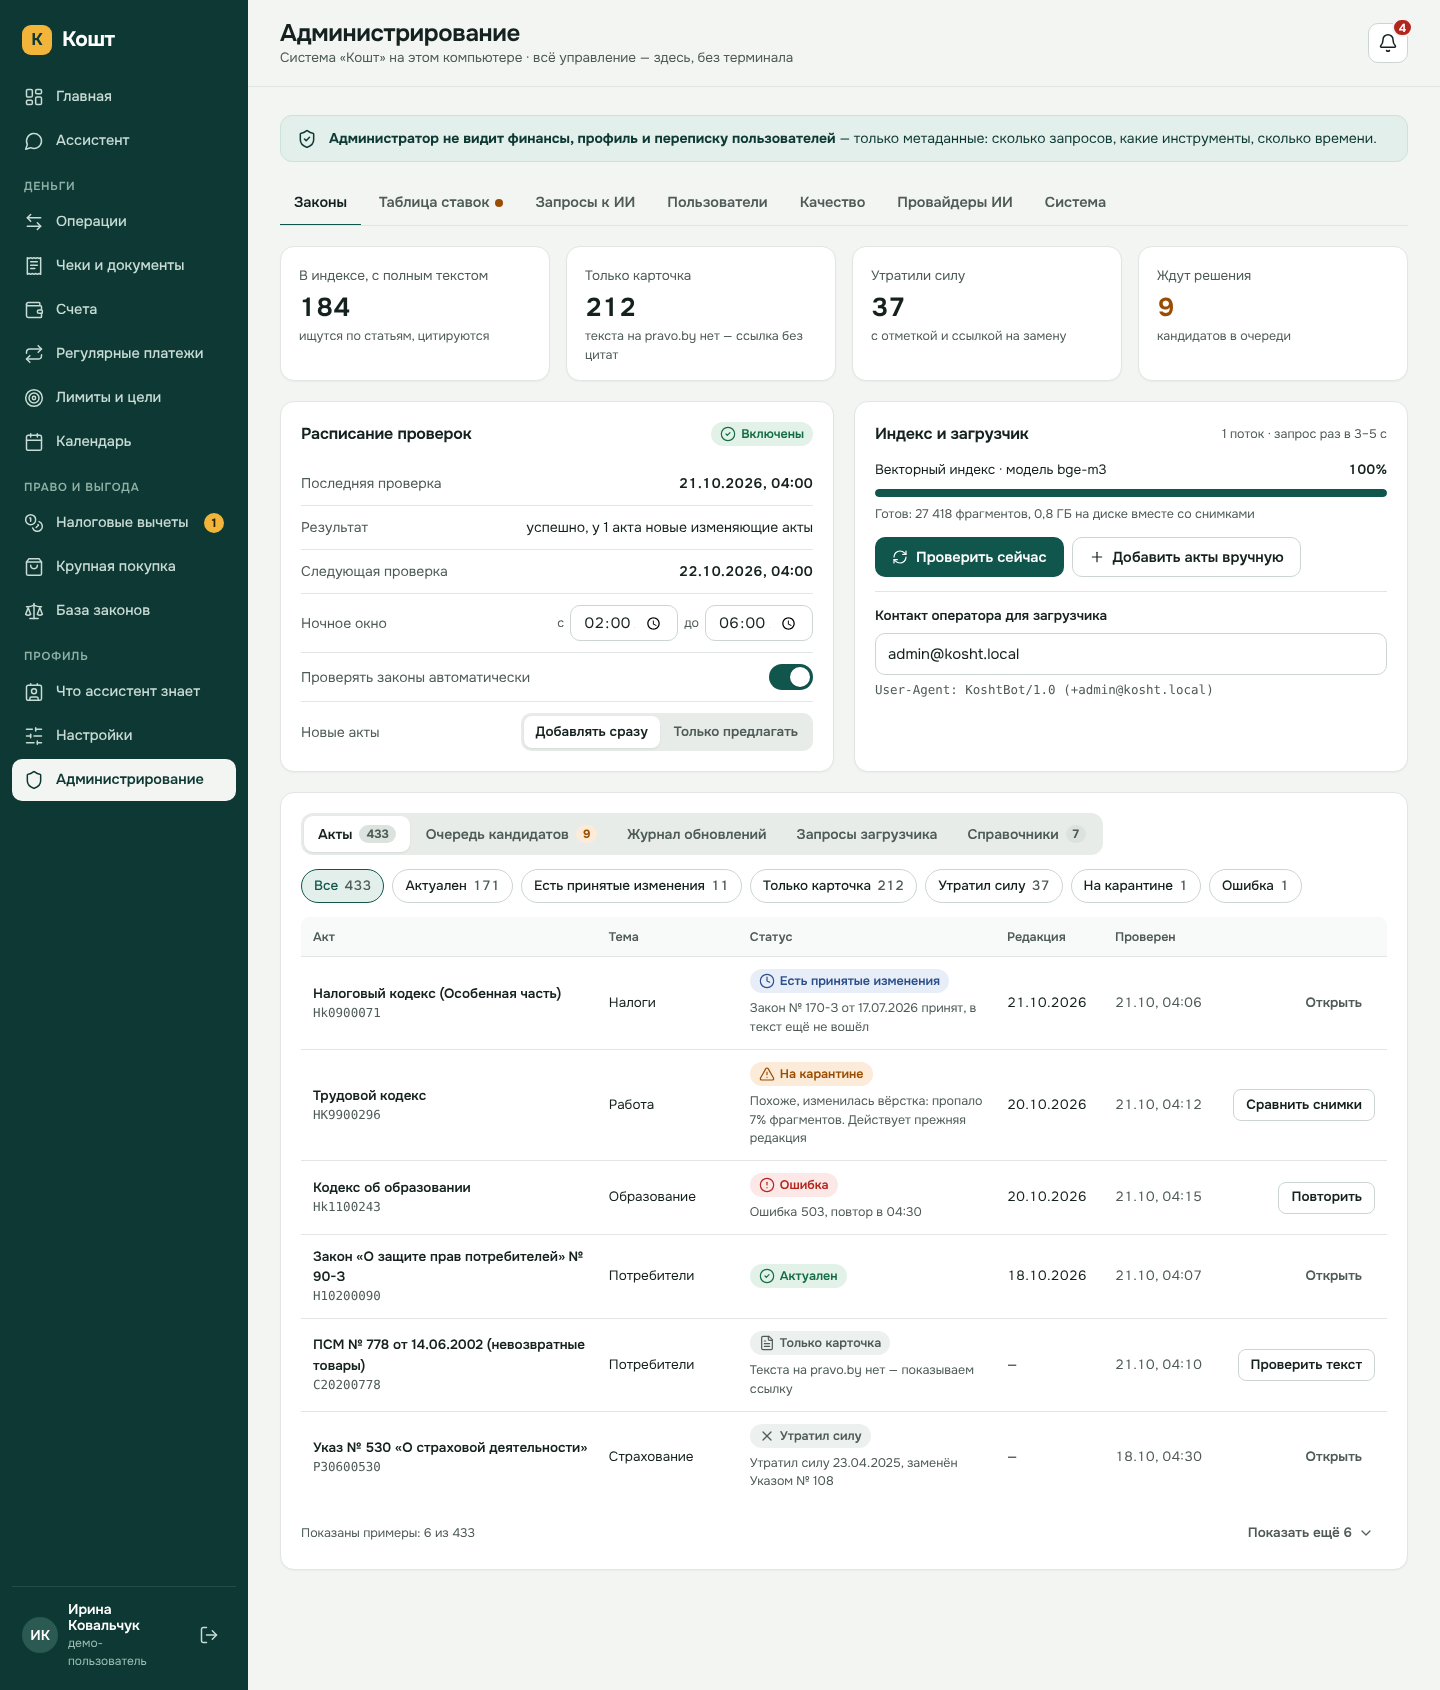 К Кошт
Главная
Ассистент
ДЕНЬГИ
Операции
Чеки и документы
Счета
Регулярные платежи
Лимиты и цели
Календарь
ПРАВО И ВЫГОДА
Налоговые вычеты 1
Крупная покупка
База законов
ПРОФИЛЬ
Что ассистент знает
Настройки
Администрирование
ИК
Ирина
Ковальчук
демо-
пользователь
Администрирование
Система «Кошт» на этом компьютере · всё управление — здесь, без терминала
4
Администратор не видит финансы, профиль и переписку пользователей — только метаданные: сколько запросов, какие инструменты, сколько времени.
Законы Таблица ставок Запросы к ИИ Пользователи Качество Провайдеры ИИ Система
В индексе, с полным текстом
184
ищутся по статьям, цитируются
Только карточка
212
текста на pravo.by нет — ссылка без
цитат
Утратили силу
37
с отметкой и ссылкой на замену
Ждут решения
9
кандидатов в очереди
Расписание проверок Включены
Последняя проверка 21.10.2026, 04:00
Результат успешно, у 1 акта новые изменяющие акты
Следующая проверка 22.10.2026, 04:00
Ночное окно с 02:00 до 06:00
Проверять законы автоматически
Новые акты Добавлять сразу Только предлагать
Индекс и загрузчик 1 поток · запрос раз в 3–5 с
Векторный индекс · модель bge-m3 100%
Готов: 27 418 фрагментов, 0,8 ГБ на диске вместе со снимками
Проверить сейчас Добавить акты вручную
Контакт оператора для загрузчика
admin@kosht.local
User-Agent: KoshtBot/1.0 (+admin@kosht.local)
Акты 433 Очередь кандидатов 9 Журнал обновлений Запросы загрузчика Справочники 7
Все 433 Актуален 171 Есть принятые изменения 11 Только карточка 212 Утратил силу 37 На карантине 1 Ошибка 1
Акт Тема Статус Редакция Проверен
Налоговый кодекс (Особенная часть)
Hk0900071
Налоги
Есть принятые изменения
Закон № 170-З от 17.07.2026 принят, в
текст ещё не вошёл
21.10.2026 21.10, 04:06 Открыть
Трудовой кодекс
HK9900296
Работа
На карантине
Похоже, изменилась вёрстка: пропало
7% фрагментов. Действует прежняя
редакция
20.10.2026 21.10, 04:12 Сравнить снимки
Кодекс об образовании
Hk1100243
Образование
Ошибка
Ошибка 503, повтор в 04:30
20.10.2026 21.10, 04:15 Повторить
Закон «О защите прав потребителей» №
90-З
H10200090
Потребители
Актуален
18.10.2026 21.10, 04:07 Открыть
ПСМ № 778 от 14.06.2002 (невозвратные
товары)
C20200778
Потребители
Только карточка
Текста на pravo.by нет — показываем
ссылку
— 21.10, 04:10 Проверить текст
Указ № 530 «О страховой деятельности»
P30600530
Страхование
Утратил силу
Утратил силу 23.04.2025, заменён
Указом № 108
— 18.10, 04:30 Открыть
Показаны примеры: 6 из 433 Показать ещё 6